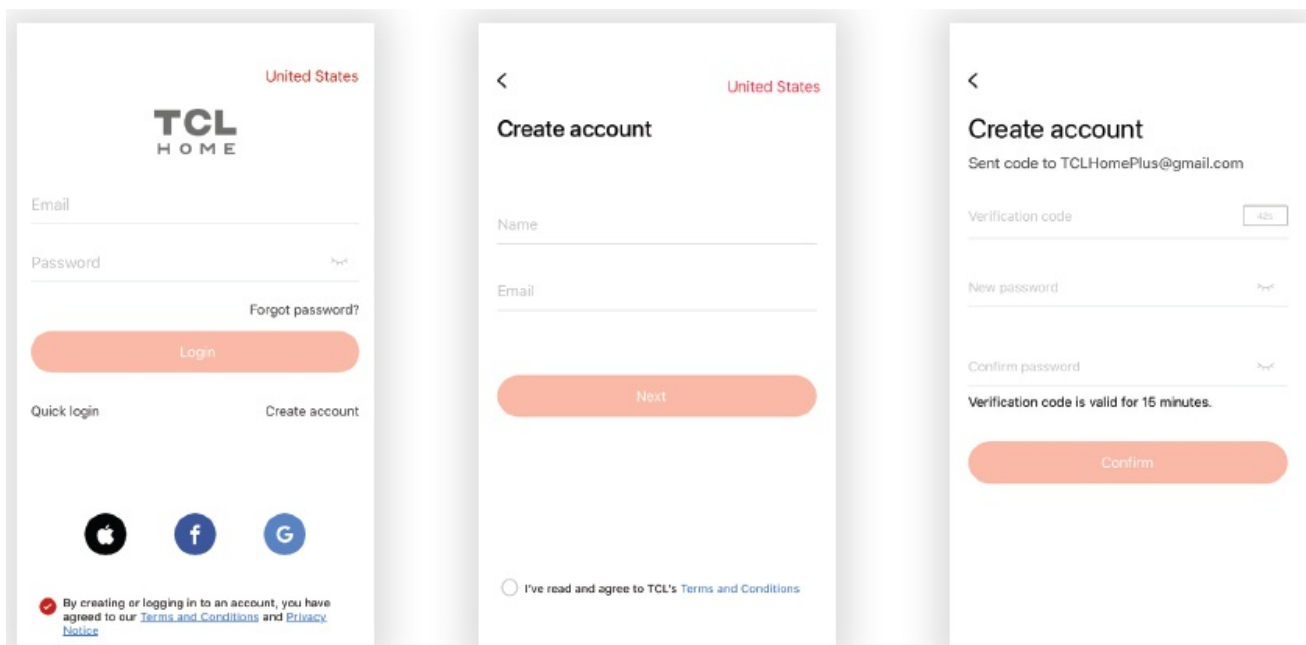 United States
TCL
HOME
Email
Password
Forgot password?
Login
Quick login
Create account
f
G
By creating or logging in to an account, you have
agreed to our Terms and Conditions and Privacy
Notice
United States
Create account
Name
Email
Next
I've read and agree to TCL's Terms and Conditions
Create account
Sent code to TCLHomePlus@gmail.com
Verification code
42s
New password
Confirm password
Verification code is valid for 15 minutes.
Confirm